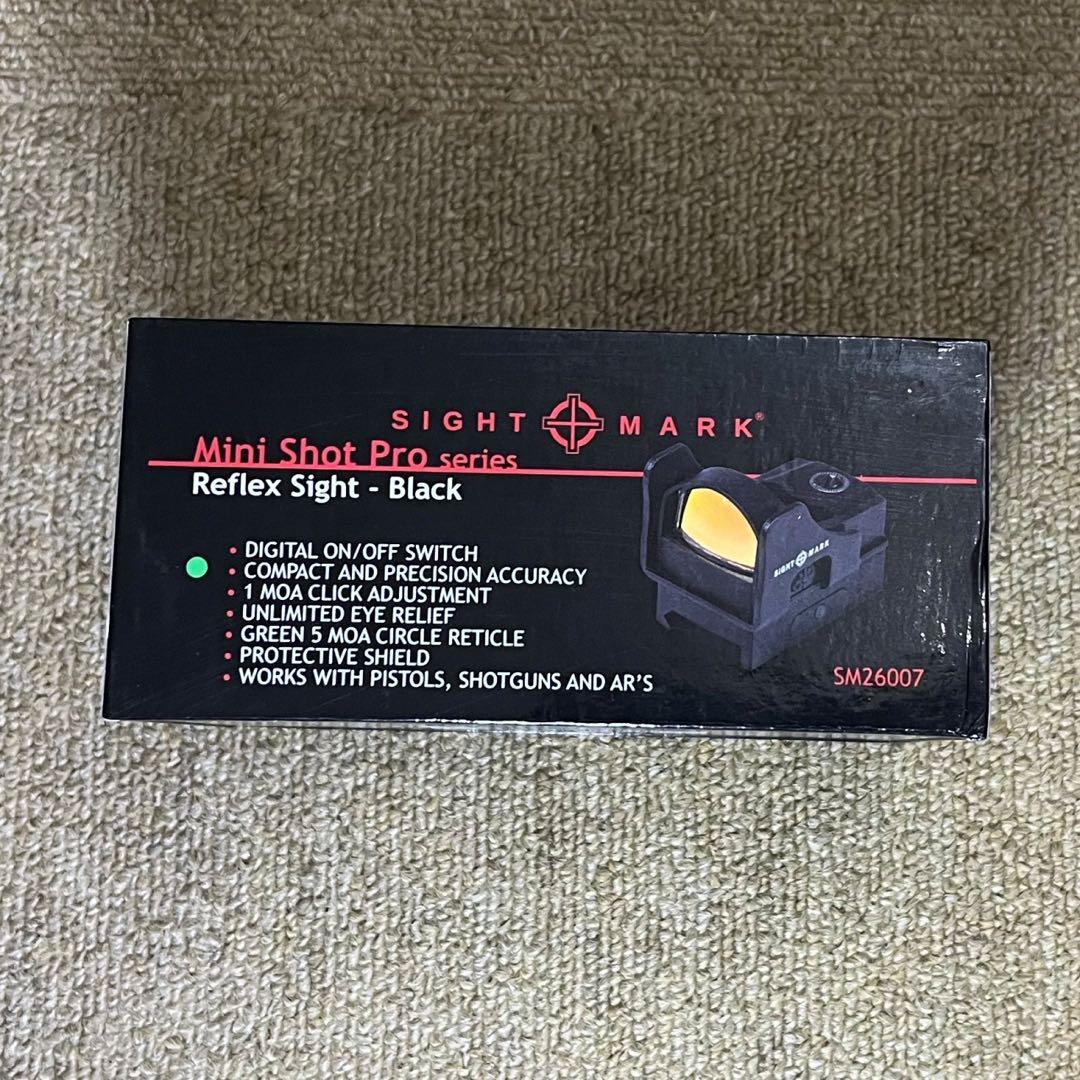 SIGHT MARK®
Mini Shot Pro series
Reflex Sight - Black
• DIGITAL ON/OFF SWITCH
• COMPACT AND PRECISION ACCURACY
• 1 MOA CLICK ADJUSTMENT
• UNLIMITED EYE RELIEF
• GREEN 5 MOA CIRCLE RETICLE
• PROTECTIVE SHIELD
• WORKS WITH PISTOLS, SHOTGUNS AND AR'S
SIGHT MARK
SM26007